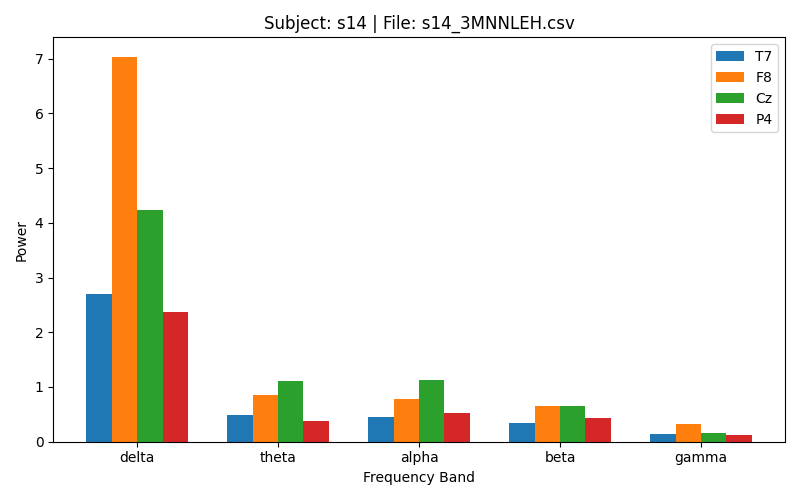 Subject: s14 | File: s14_3MNNLEH.csv
T7
F8
Cz
P4
Power
7
6
5
4
3
2
1
0
delta theta alpha beta gamma
Frequency Band